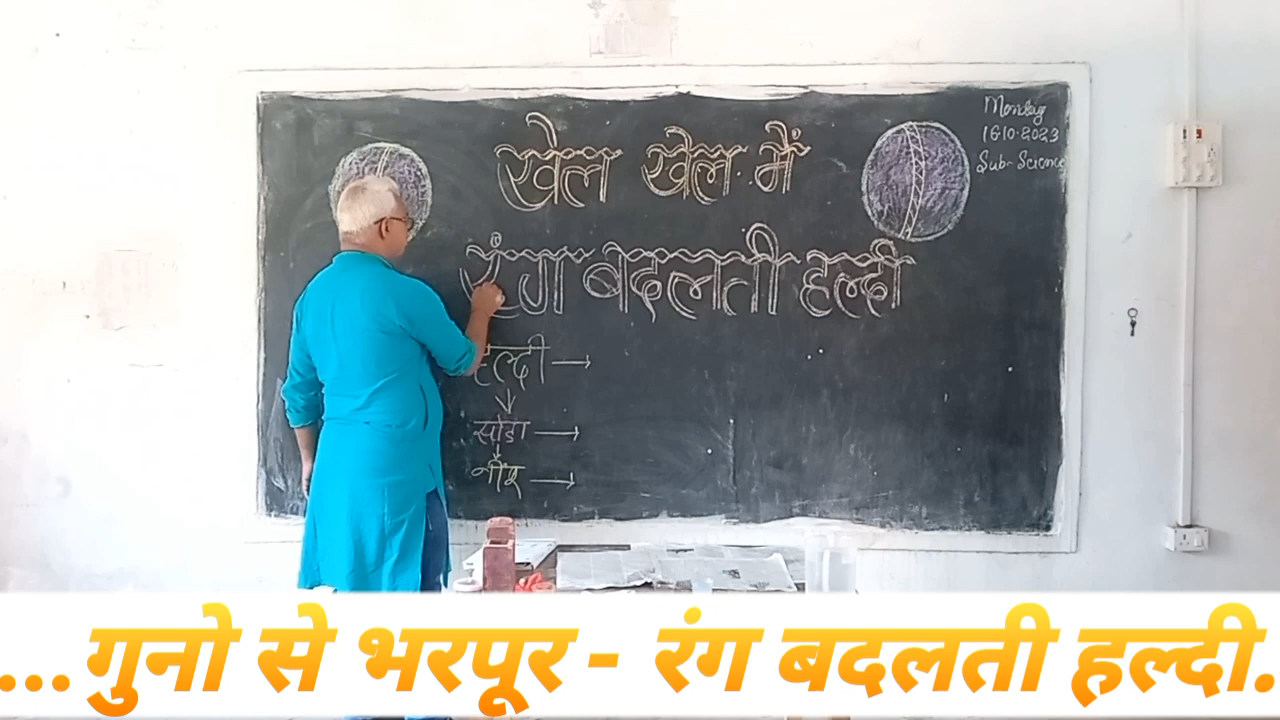 Monday
16.10.2023
Sub- Science
खेल खेल में
रंग बदलती हल्दी
हल्दी →
↓
सोडा →
↓
→
...गुनो से भरपूर - रंग बदलती हल्दी.